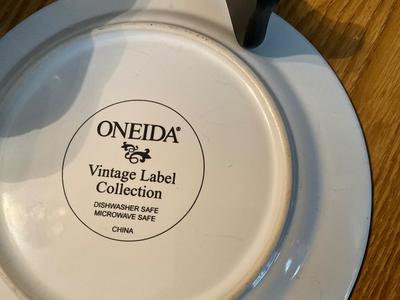 ONEIDA®
Vintage Label
Collection
DISHWASHER SAFE
MICROWAVE SAFE
CHINA